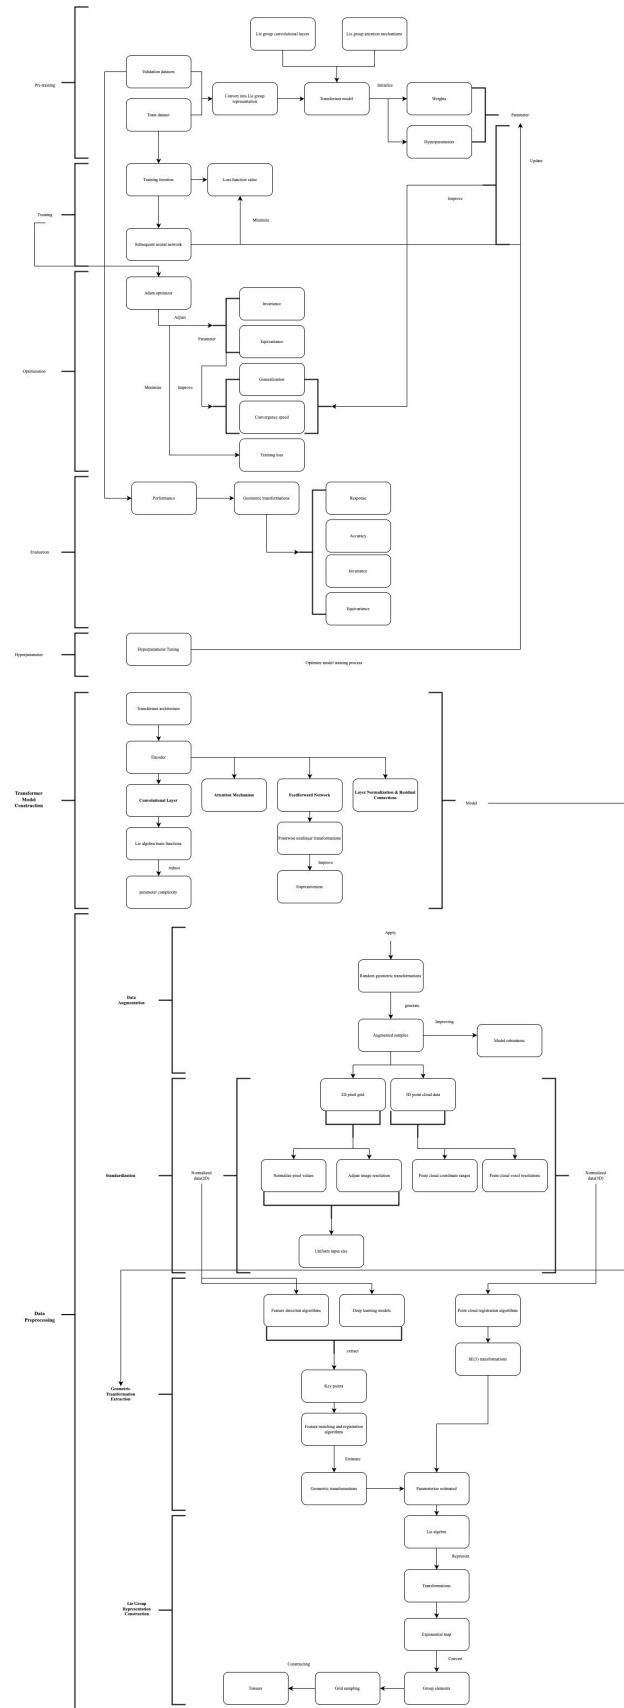 Lie group convolutional layers
Lie group attention mechanisms
Pre-training
Validation datasets
Convert into Lie group
representation
Transformer model
Initialize
Weights
Train dataset
Parameter
Hyperparameters
Training iteration
Loss function value
Update
Improve
Training
Minimize
Subsequent neural network
Adam optimizer
Adjust
Invariance
Parameter
Equivariance
Optimization
Minimize
Improve
Generalization
Convergence speed
Training loss
Performance
Geometric transformations
Response
Accuracy
Evaluation
Invariance
Equivariance
Hyperparameter
Hyperparameter Tuning
Optimize model training process
Transformer architecture
Encoder
Transformer
Model
Construction
Convolutional Layer
Attention Mechanism
Feedforward Network
Layer Normalization & Residual
Connections
Model
Lie algebra basis functions
Pointwise nonlinear transformations
reduce
Improve
parameter complexity
Expressiveness
Apply
Random geometric transformations
Data
Augmentation
generate
Improving
Augmented samples
Model robustness
2D pixel grid
3D point cloud data
Standardization
Normalized
data(2D)
Normalize pixel values
Adjust image resolution
Point cloud coordinate ranges
Point cloud voxel resolutions
Normalized
data(3D)
Uniform input size
Data
Preprocessing
Feature detection algorithms
Deep learning models
Point cloud registration algorithms
extract
SE(3) transformations
Geometric
Transformation
Extraction
Key points
Feature matching and registration
algorithms
Estimate
Geometric transformations
Parameterize estimated
Lie algebra
Represent
Lie Group
Representation
Construction
Transformations
Exponential map
Convert
Constructing
Tensors
Grid sampling
Group elements